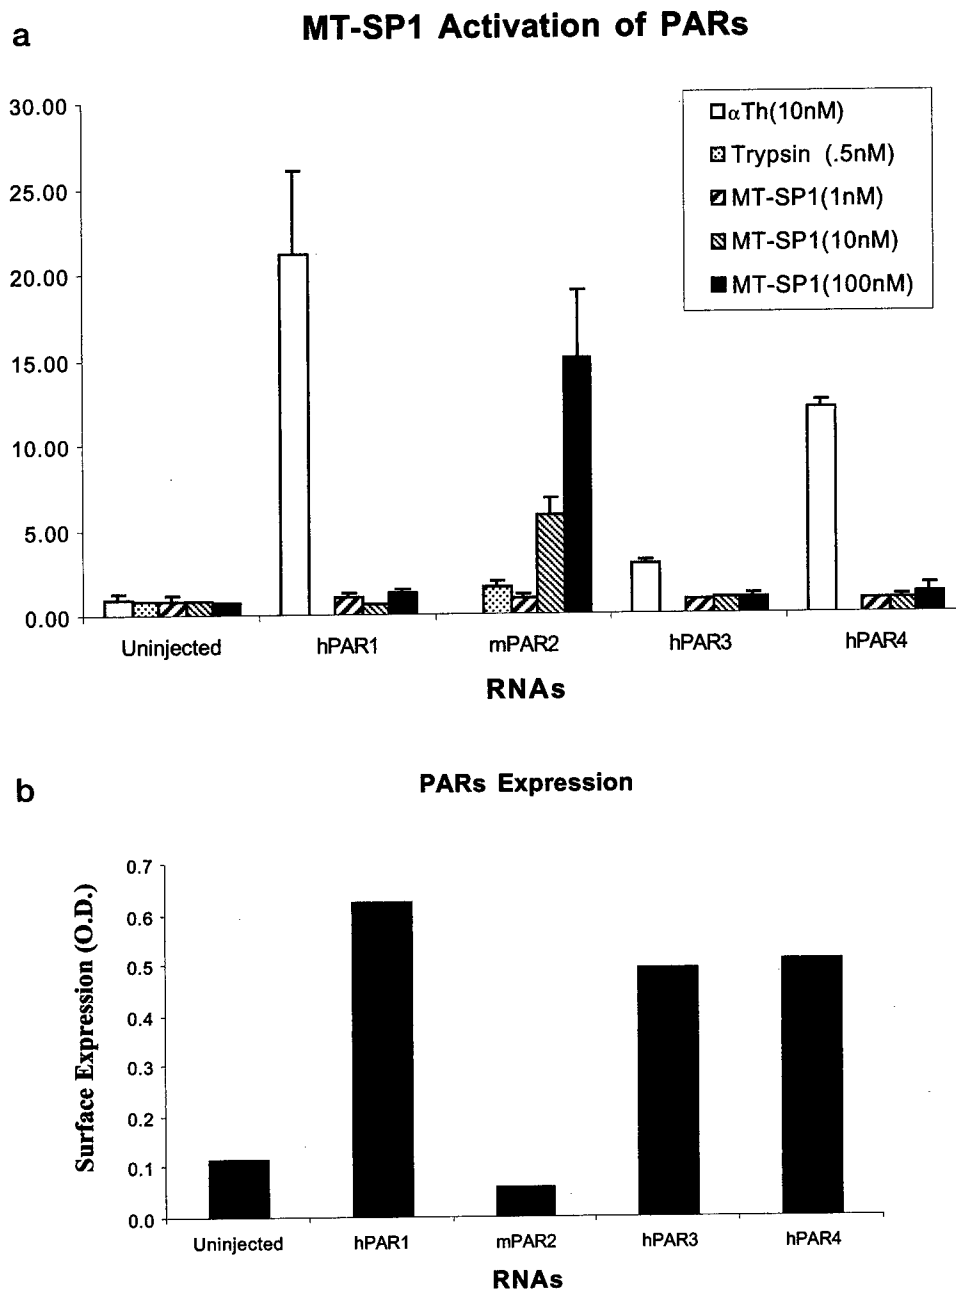 a
MT-SP1 Activation of PARs
30.00
25.00
20.00
15.00
10.00
5.00
0.00
αTh(10nM)
Trypsin (.5nM)
MT-SP1(1nM)
MT-SP1(10nM)
MT-SP1(100nM)
Uninjected hPAR1 mPAR2 hPAR3 hPAR4
RNAs
b
PARs Expression
Surface Expression (O.D.)
0.7
0.6
0.5
0.4
0.3
0.2
0.1
0.0
Uninjected hPAR1 mPAR2 hPAR3 hPAR4
RNAs